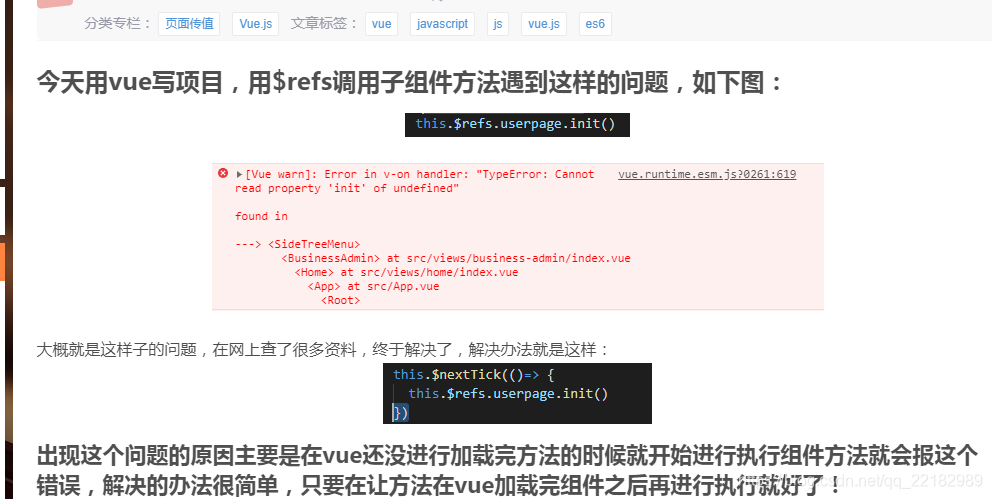 分类专栏： 页面传值 Vue.js 文章标签： vue javascript js vue.js es6
今天用vue写项目，用$refs调用子组件方法遇到这样的问题，如下图：
this.$refs.userpage.init()
[Vue warn]: Error in v-on handler: "TypeError: Cannot vue.runtime.esm.js?0261:619
read property 'init' of undefined"
found in
---> <SideTreeMenu>
<BusinessAdmin> at src/views/business-admin/index.vue
<Home> at src/views/home/index.vue
<App> at src/App.vue
<Root>
大概就是这样子的问题，在网上查了很多资料，终于解决了，解决办法就是这样：
this.$nextTick(()=> {
this.$refs.userpage.init()
})
出现这个问题的原因主要是在vue还没进行加载完方法的时候就开始进行执行组件方法就会报这个
错误，解决的办法很简单，只要在让方法在vue加载完组件之后再进行执行就好了！
csdn.net/qq_22182989